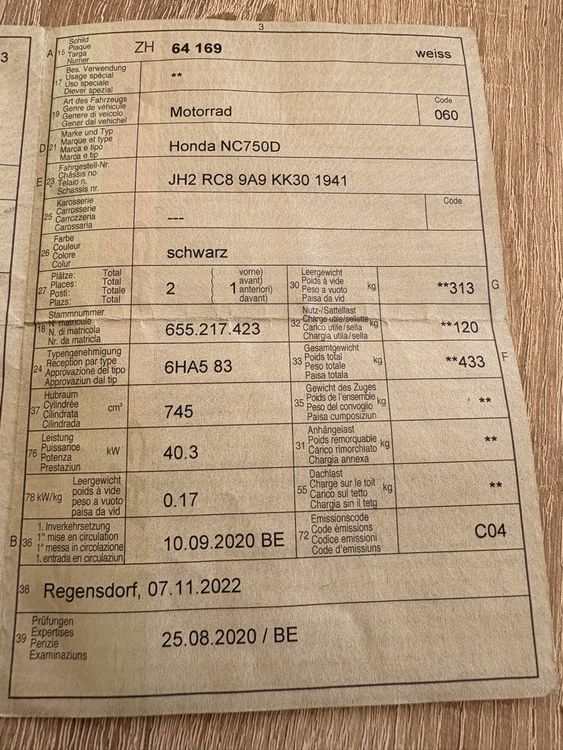 3
3
A 15 Schild
Plaque
Targa
Numer
ZH 64 169 weiss
17 Bes. Verwendung
Usage spécial
Uso speciale
Diever spezial
**
19 Art des Fahrzeugs
Genre de véhicule
Genere di veicolo
Gener dal vehichel
Motorrad
Code
060
D 21 Marke und Typ
Marque et type
Marca e tipo
Marca e tip
Honda NC750D
E 23 Fahrgestell-Nr.
Châssis no
Telaio n.
Schassis nr.
JH2 RC8 9A9 KK30 1941
25 Karosserie
Carrosserie
Carrozzeria
Carossaria
---
Code
26 Farbe
Couleur
Colore
Colur
schwarz
27 Plätze: Total
Places: Total
Posti: Totale
Plazs: Total
2
vorne)
avant)
1 anteriori)
davant)
30 Leergewicht
Poids à vide
Peso a vuoto
Paisa da vid
kg
**313
G
18 Stammnummer
N° matricule
N. di matricola
Nr. da matricla
655.217.423
32 Nutz-/Sattellast
Charge utile/sellette
Carico utile/sella
Chargia utila/sella
kg
**120
24 Typengenehmigung
Réception par type
Approvazione del tipo
Approvaziun dal tip
6HA5 83
33 Gesamtgewicht
Poids total
Peso totale
Paisa totala
kg
**433
F
37 Hubraum
Cylindrée
Cilindrata
Cilindrada
cm³
745
35 Gewicht des Zuges
Poids de l'ensemble
Peso del convoglio
Paisa cumposiziun
kg
**
76 Leistung
Puissance
Potenza
Prestaziun
kW
40.3
31 Anhängelast
Poids remorquable
Carico rimorchiato
Chargia annexa
kg
**
78 kW/kg Leergewicht
poids à vide
peso a vuoto
paisa da vid
0.17
55 Dachlast
Charge sur le toit
Carico sul tetto
Chargia sin il tetg
kg
**
B 36 1. Inverkehrsetzung
1re mise en circulation
1a messa in circolazione
1. entrada en circulaziun
10.09.2020 BE
72 Emissionscode
Code émissions
Codice emissioni
Code d'emissiuns
C04
38 Regensdorf, 07.11.2022
39 Prüfungen
Expertises
Perizie
Examinaziuns
25.08.2020 / BE